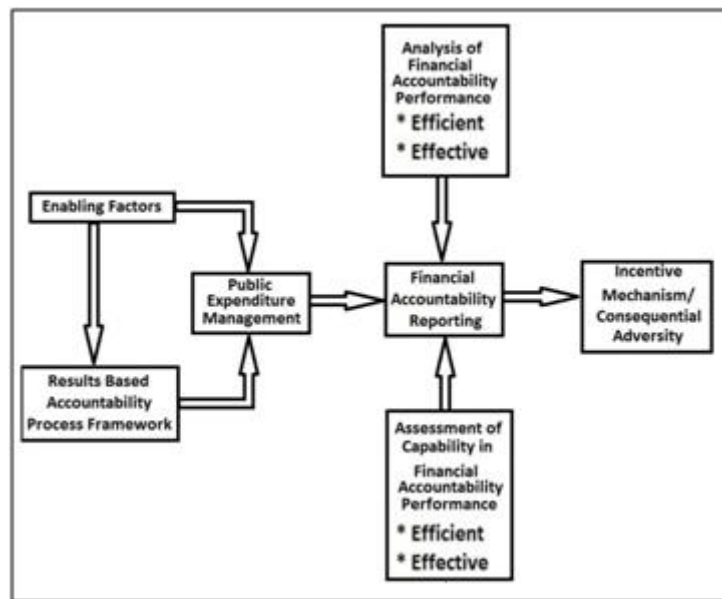 Analysis of
Financial
Accountability
Performance
* Efficient
* Effective
Enabling Factors
Public
Expenditure
Management
Financial
Accountability
Reporting
Incentive
Mechanism/
Consequential
Adversity
Results Based
Accountability
Process Framework
Assessment of
Capability in
Financial
Accountability
Performance
* Efficient
* Effective